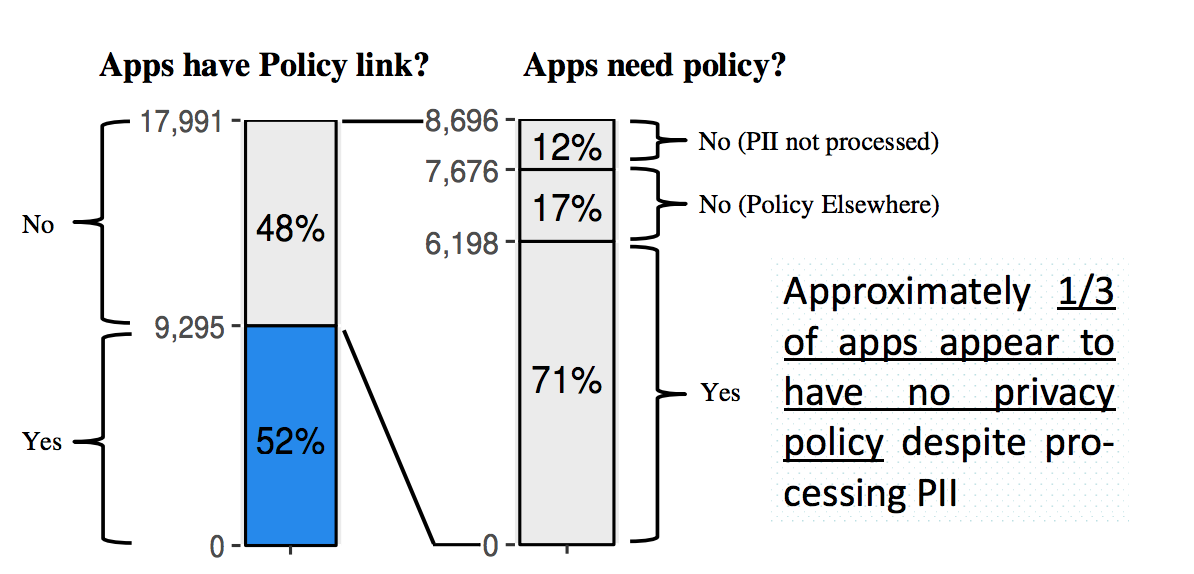 Apps have Policy link?
Apps need policy?
17,991
8,696
12%
No (PII not processed)
7,676
17%
No (Policy Elsewhere)
No
48%
6,198
9,295
71%
Yes
Yes
52%
0
0
Approximately 1/3
of apps appear to
have no privacy
policy despite pro-
cessing PII